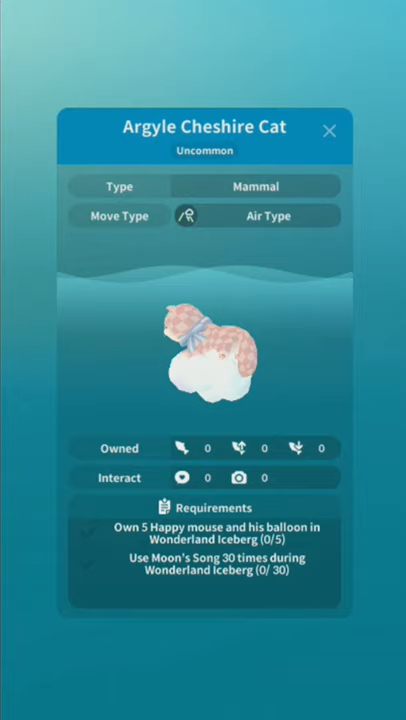 Argyle Cheshire Cat
Uncommon
Type Mammal
Move Type Air Type
Owned 0 0 0
Interact 0 0
Requirements
Own 5 Happy mouse and his balloon in
Wonderland Iceberg (0/5)
Use Moon's Song 30 times during
Wonderland Iceberg (0/ 30)